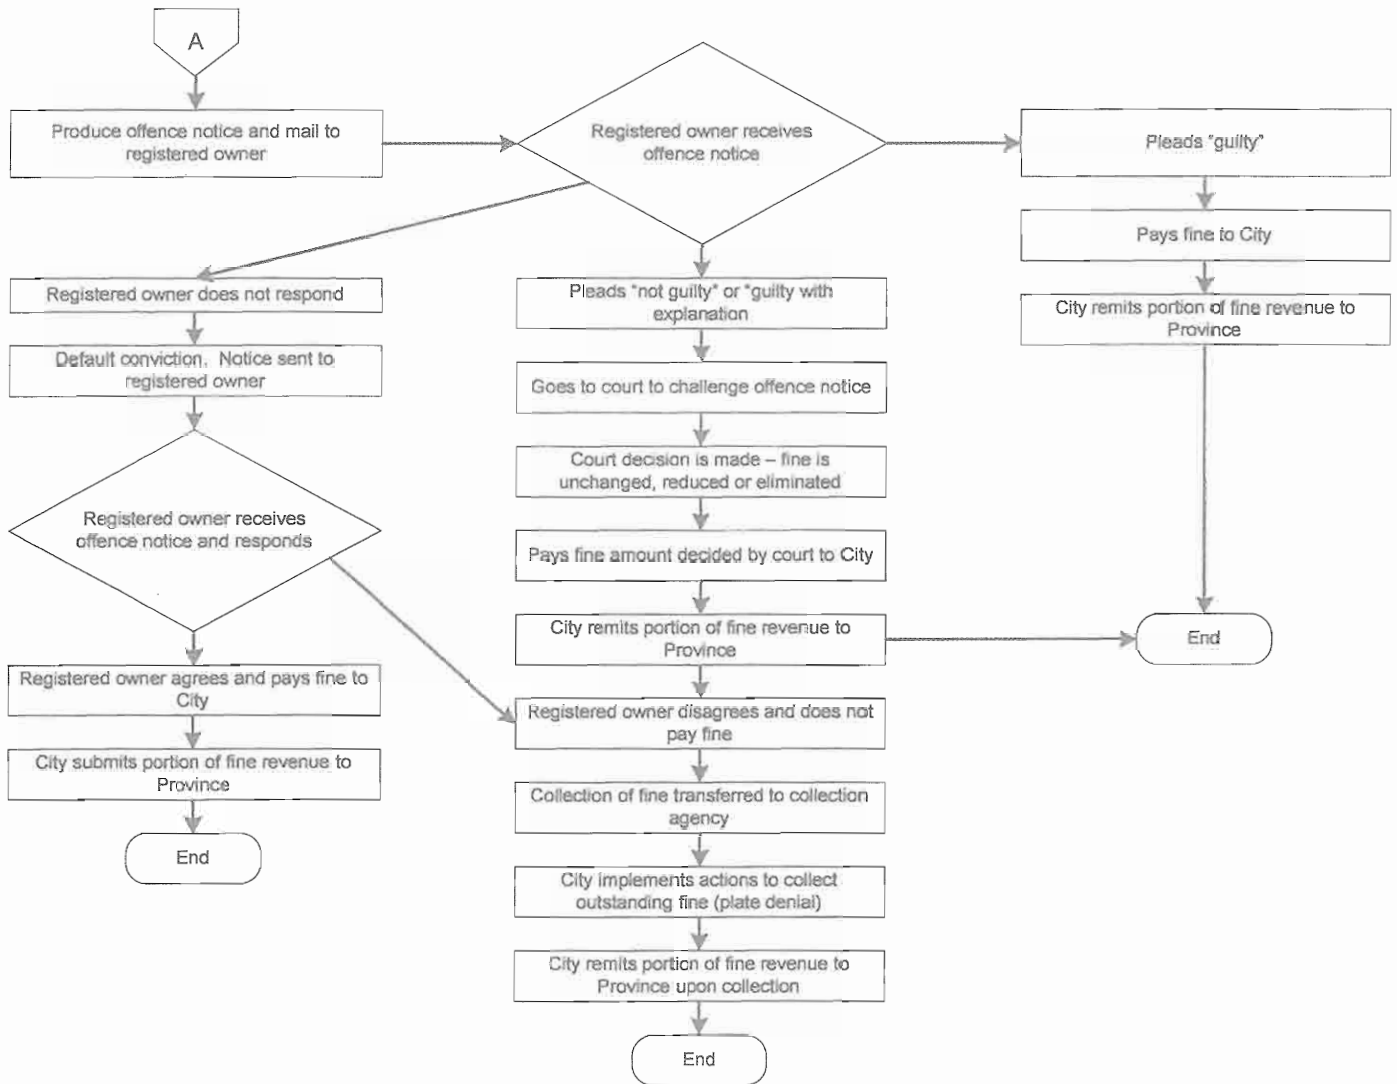 A
Produce offence notice and mail to
registered owner
Registered owner receives
offence notice
Pleads "guilty"
Pays fine to City
City remits portion of fine revenue to
Province
Registered owner does not respond
Default conviction.  Notice sent to
registered owner
Registered owner receives
offence notice and responds
Registered owner agrees and pays fine to
City
City submits portion of fine revenue to
Province
End
Pleads "not guilty" or "guilty with
explanation
Goes to court to challenge offence notice
Court decision is made – fine is
unchanged, reduced or eliminated
Pays fine amount decided by court to City
City remits portion of fine revenue to
Province
End
Registered owner disagrees and does not
pay fine
Collection of fine transferred to collection
agency
City implements actions to collect
outstanding fine (plate denial)
City remits portion of fine revenue to
Province upon collection
End